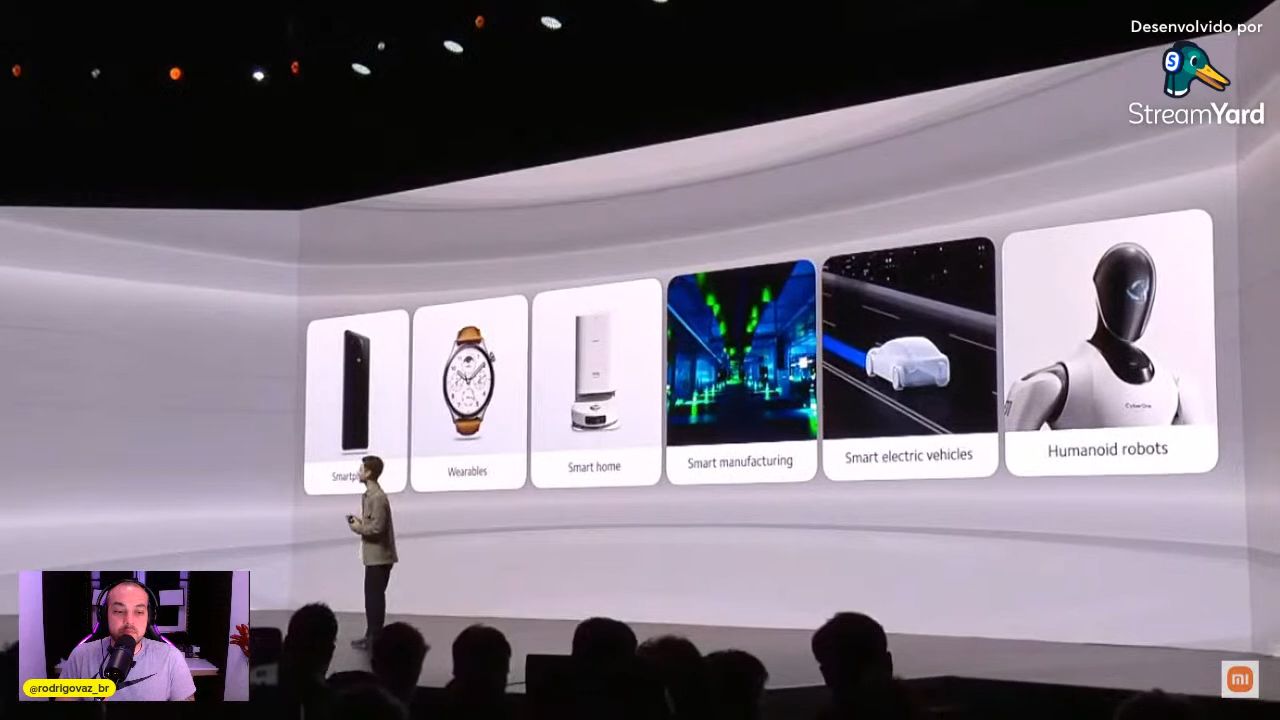 Desenvolvido por
StreamYard
CyberOne
Wearables
Smart home
Smart manufacturing
Smart electric vehicles
Humanoid robots
@rodrigovaz_br
mi